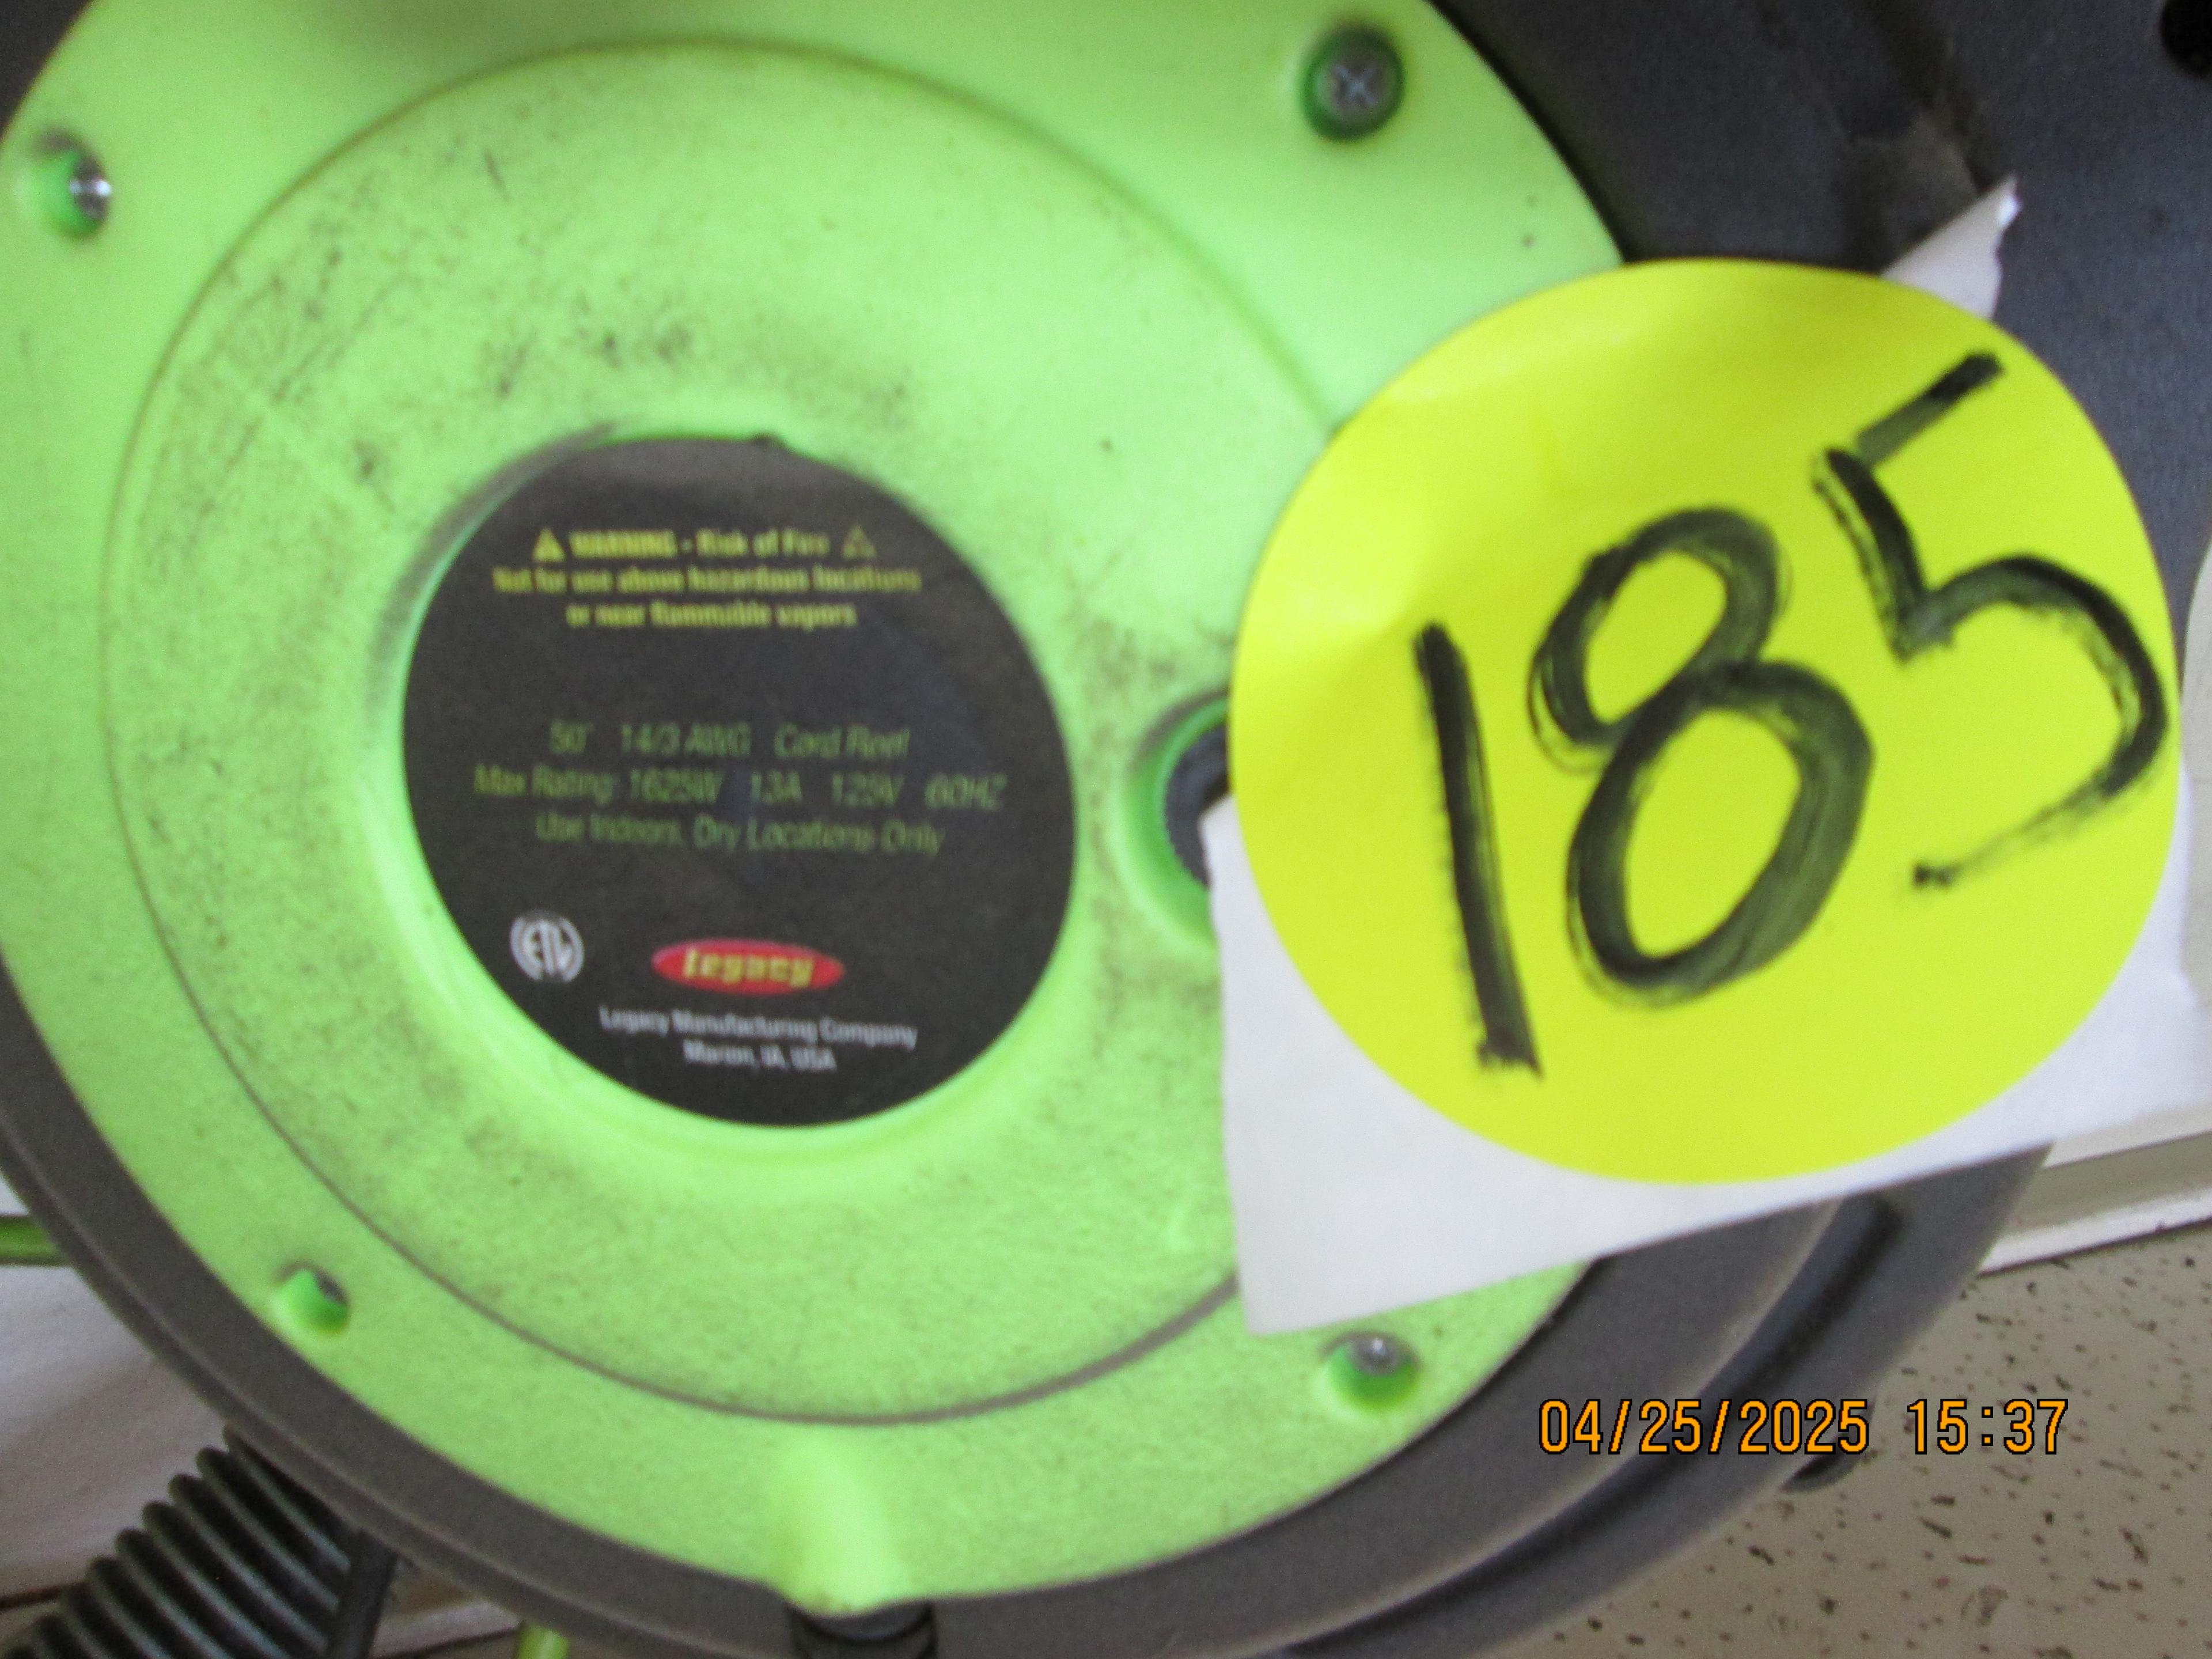 WARNING - Risk of Fire
Not for use above hazardous locations
or near flammable vapors
50' 14/3 AWG Cord Reel
Max Rating: 1625W 13A 125V 60HZ
Use Indoors. Dry Locations Only
ETL
Legacy
Legacy Manufacturing Company
Marion, IA, USA
185
04/25/2025 15:37